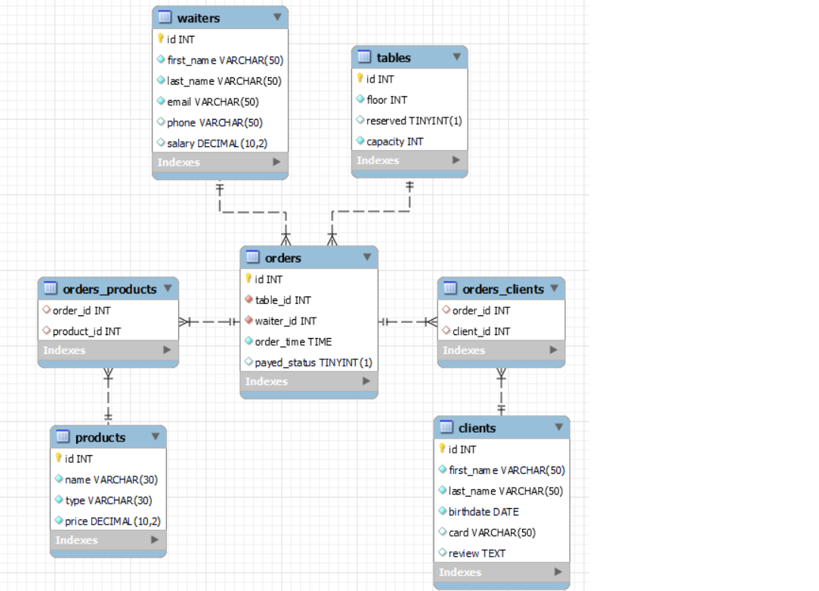 waiters
id INT
first_name VARCHAR(50)
last_name VARCHAR(50)
email VARCHAR(50)
phone VARCHAR(50)
salary DECIMAL(10,2)
Indexes
tables
id INT
floor INT
reserved TINYINT(1)
capacity INT
Indexes
orders
id INT
table_id INT
waiter_id INT
order_time TIME
payed_status TINYINT(1)
Indexes
orders_products
order_id INT
product_id INT
Indexes
orders_clients
order_id INT
client_id INT
Indexes
products
id INT
name VARCHAR(30)
type VARCHAR(30)
price DECIMAL(10,2)
Indexes
clients
id INT
first_name VARCHAR(50)
last_name VARCHAR(50)
birthdate DATE
card VARCHAR(50)
review TEXT
Indexes